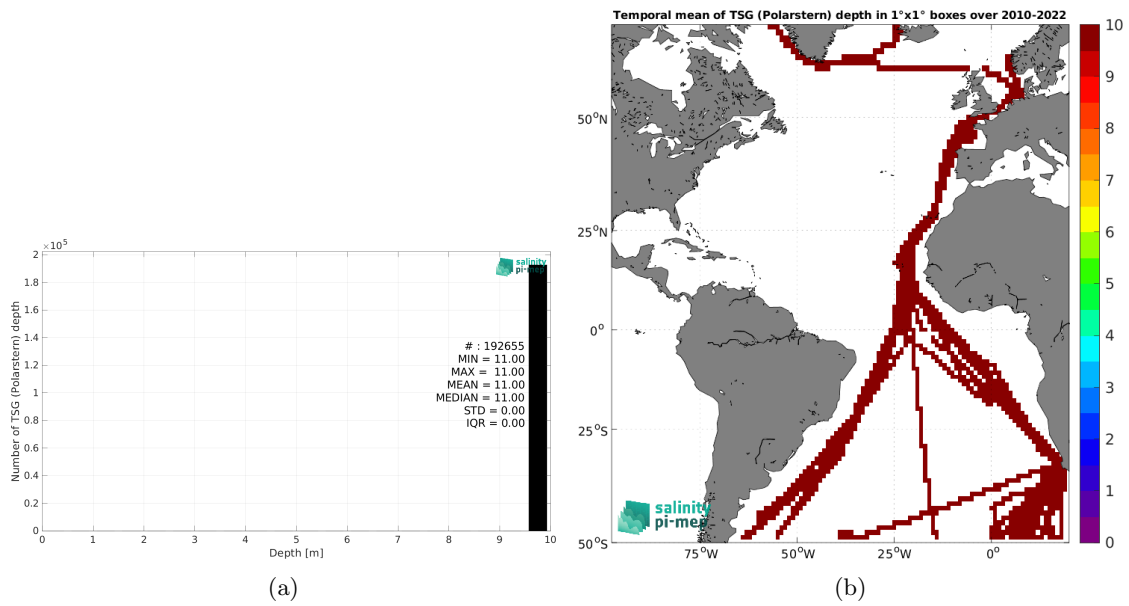 ×10⁵
2
1.8
1.6
1.4
1.2
1
0.8
0.6
0.4
0.2
0
Number of TSG (Polarstern) depth
salinity
pi-mep
# : 192655
MIN = 11.00
MAX = 11.00
MEAN = 11.00
MEDIAN = 11.00
STD = 0.00
IQR = 0.00
0 1 2 3 4 5 6 7 8 9 10
Depth [m]
(a)
Temporal mean of TSG (Polarstern) depth in 1°x1° boxes over 2010-2022
50°N
25°N
0°
25°S
50°S
salinity
pi-mep
75°W 50°W 25°W 0°
10
9
8
7
6
5
4
3
2
1
0
(b)